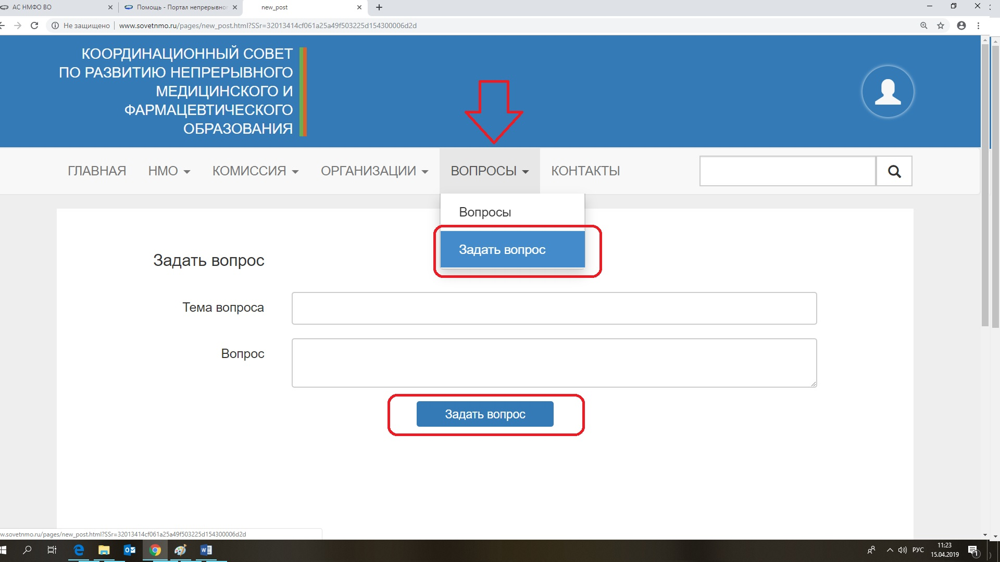 АС НМФО ВО
Помощь - Портал непрерывног
new_post
Не защищено
www.sovetnmo.ru/pages/new_post.html?SSr=32013414cf061a25a49f503225d154300006d2d
КООРДИНАЦИОННЫЙ СОВЕТ
ПО РАЗВИТИЮ НЕПРЕРЫВНОГО
МЕДИЦИНСКОГО И
ФАРМАЦЕВТИЧЕСКОГО
ОБРАЗОВАНИЯ
ГЛАВНАЯ НМО КОМИССИЯ ОРГАНИЗАЦИИ ВОПРОСЫ КОНТАКТЫ
Вопросы
Задать вопрос
Задать вопрос
Тема вопроса
Вопрос
Задать вопрос
w.sovetnmo.ru/pages/new_post.html?SSr=32013414cf061a25a49f503225d154300006d2d
РУС
11:23
15.04.2019
1